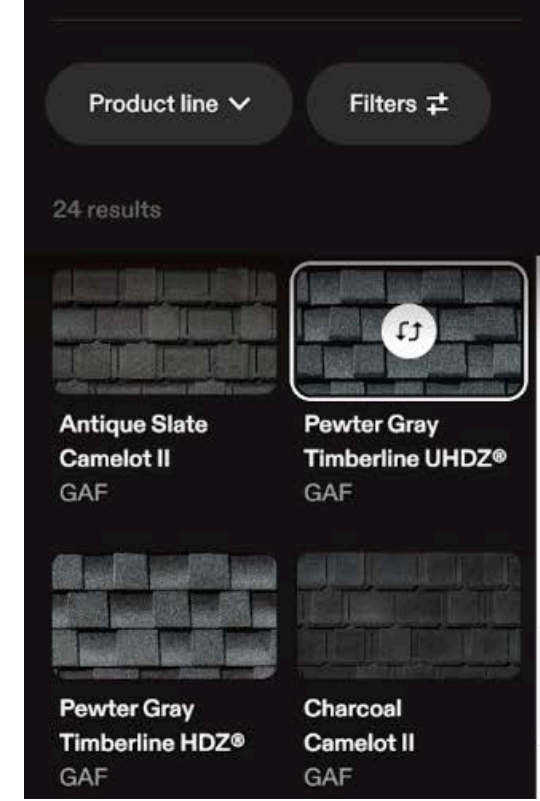 Product line
Filters
24 results
Antique Slate
Camelot II
GAF
Pewter Gray
Timberline UHDZ®
GAF
Pewter Gray
Timberline HDZ®
GAF
Charcoal
Camelot II
GAF